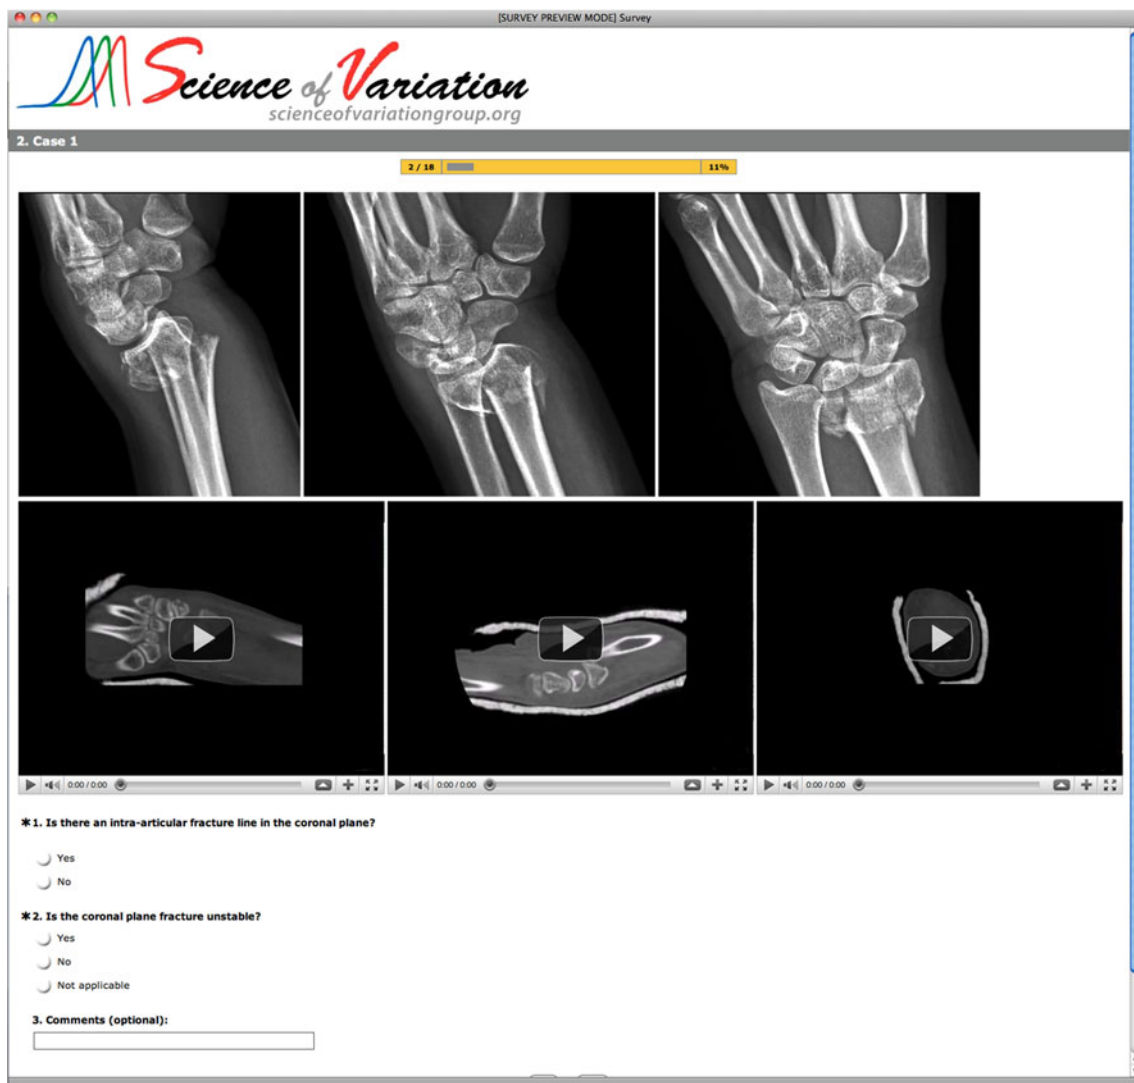 [SURVEY PREVIEW MODE] Survey
Science of Variation
scienceofvariationgroup.org
2. Case 1
2 / 18 11%
0:00 / 0:00 0:00 / 0:00 0:00 / 0:00
*1. Is there an intra-articular fracture line in the coronal plane?
Yes
No
*2. Is the coronal plane fracture unstable?
Yes
No
Not applicable
3. Comments (optional):